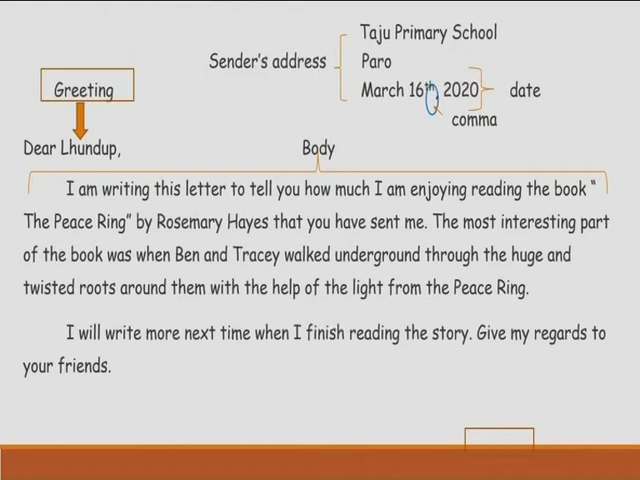 Taju Primary School
Sender's address
Paro
Greeting
March 16th, 2020
date
comma
Dear Lhundup,
Body
I am writing this letter to tell you how much I am enjoying reading the book “
The Peace Ring” by Rosemary Hayes that you have sent me. The most interesting part
of the book was when Ben and Tracey walked underground through the huge and
twisted roots around them with the help of the light from the Peace Ring.
I will write more next time when I finish reading the story. Give my regards to
your friends.